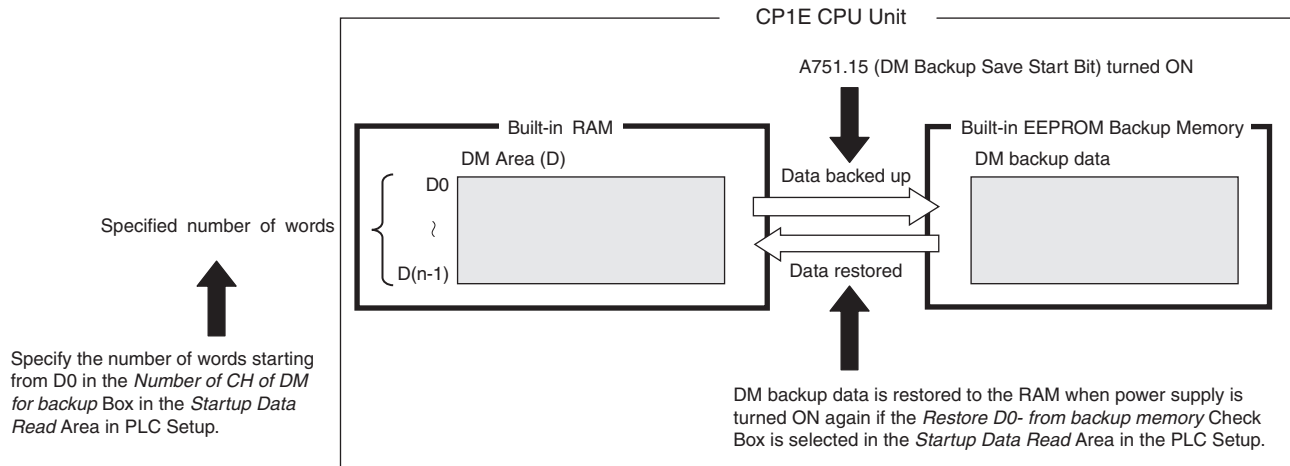 CP1E CPU Unit
A751.15 (DM Backup Save Start Bit) turned ON
Built-in RAM
Built-in EEPROM Backup Memory
DM Area (D)
DM backup data
Data backed up
D0
Specified number of words
~
D(n-1)
Data restored
Specify the number of words starting
from D0 in the Number of CH of DM
for backup Box in the Startup Data
Read Area in PLC Setup.
DM backup data is restored to the RAM when power supply is
turned ON again if the Restore D0- from backup memory Check
Box is selected in the Startup Data Read Area in the PLC Setup.